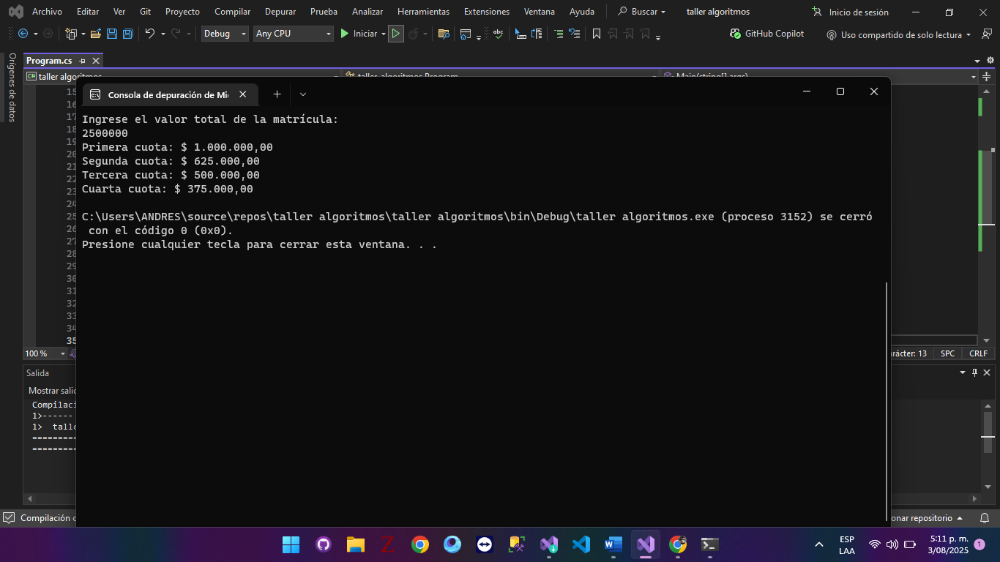 Archivo Editar Ver Git Proyecto Compilar Depurar Prueba Analizar Herramientas Extensiones Ventana Ayuda Buscar taller algoritmos Inicio de sesión
Debug Any CPU Iniciar GitHub Copilot Uso compartido de solo lectura
Orígenes de datos
Program.cs
C# taller algoritmos taller_algoritmos.Program Main(string[] args)
Consola de depuración de Mi
Ingrese el valor total de la matrícula:
2500000
Primera cuota: $ 1.000.000,00
Segunda cuota: $ 625.000,00
Tercera cuota: $ 500.000,00
Cuarta cuota: $ 375.000,00
C:\Users\ANDRES\source\repos\taller algoritmos\taller algoritmos\bin\Debug\taller algoritmos.exe (proceso 3152) se cerró
con el código 0 (0x0).
Presione cualquier tecla para cerrar esta ventana. . .
15
16
17
18
19
20
21
22
23
24
25
26
27
28
29
30
31
32
33
34
35
100 % arácter: 13 SPC CRLF
Salida
Mostrar salid
Compilaci
1>------
1> talle
==========
==========
Compilación c onar repositorio
ESP
LAA
5:11 p. m.
3/08/2025
1